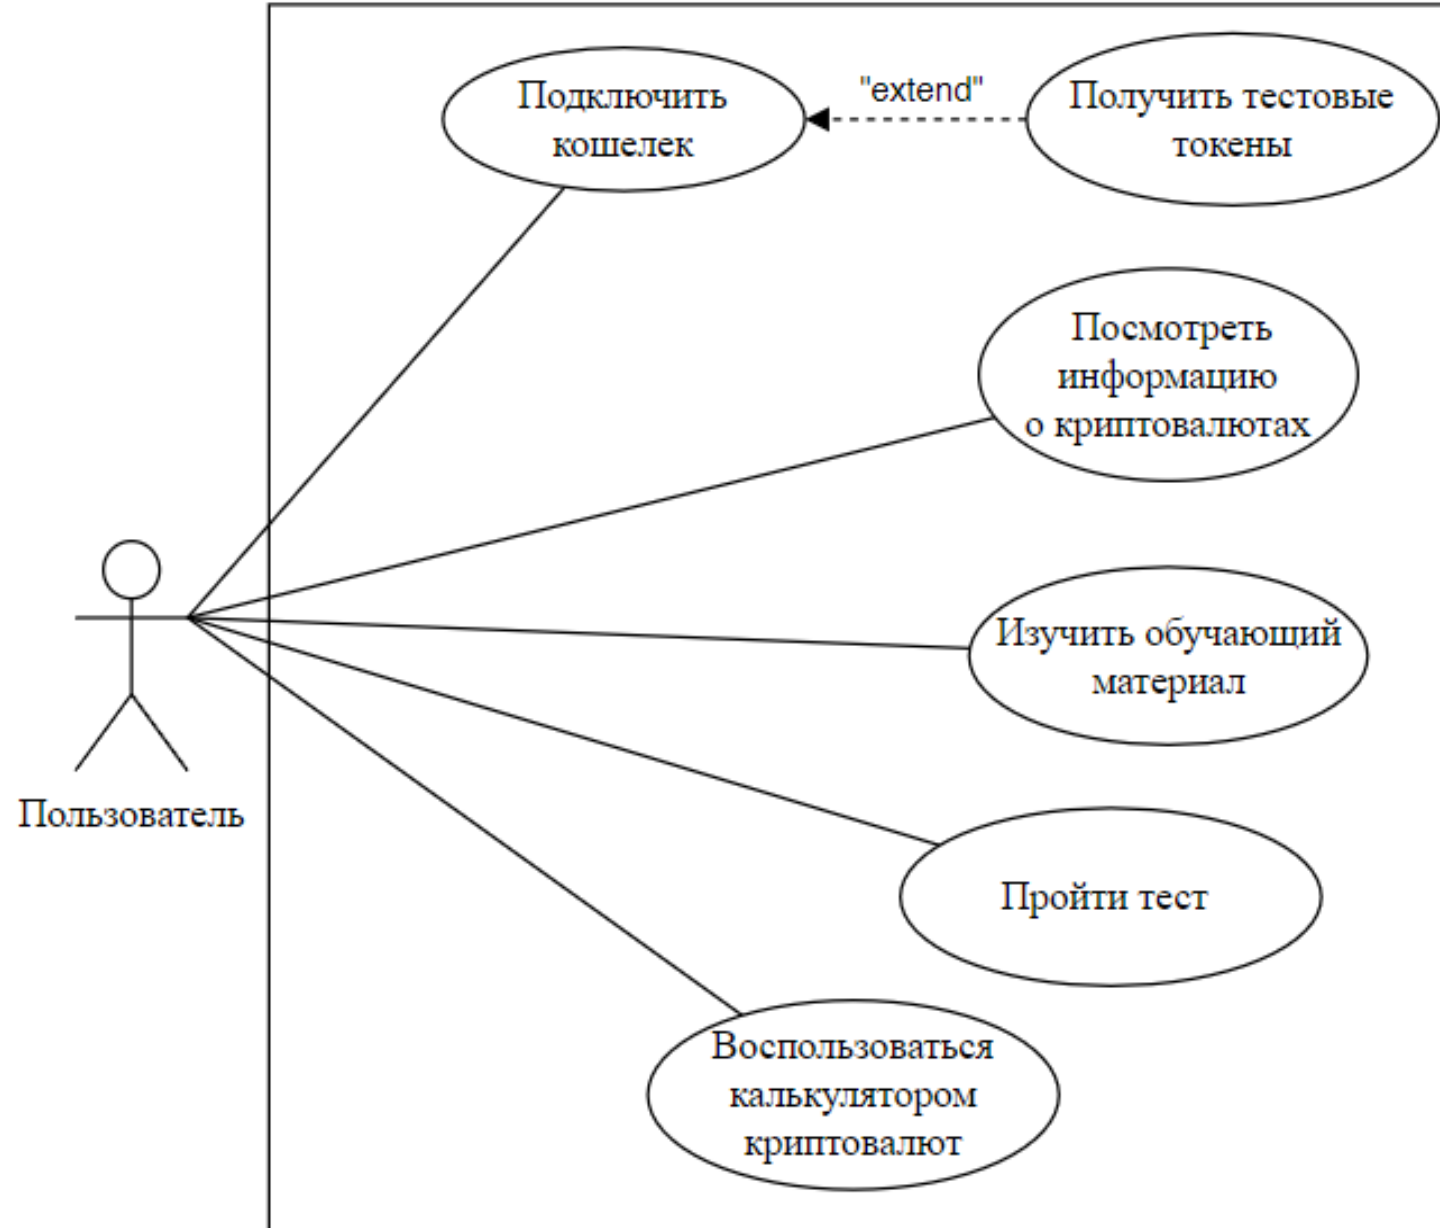 Подключить
кошелек
"extend"
Получить тестовые
токены
Посмотреть
информацию
о криптовалютах
Изучить обучающий
материал
Пользователь
Пройти тест
Воспользоваться
калькулятором
криптовалют